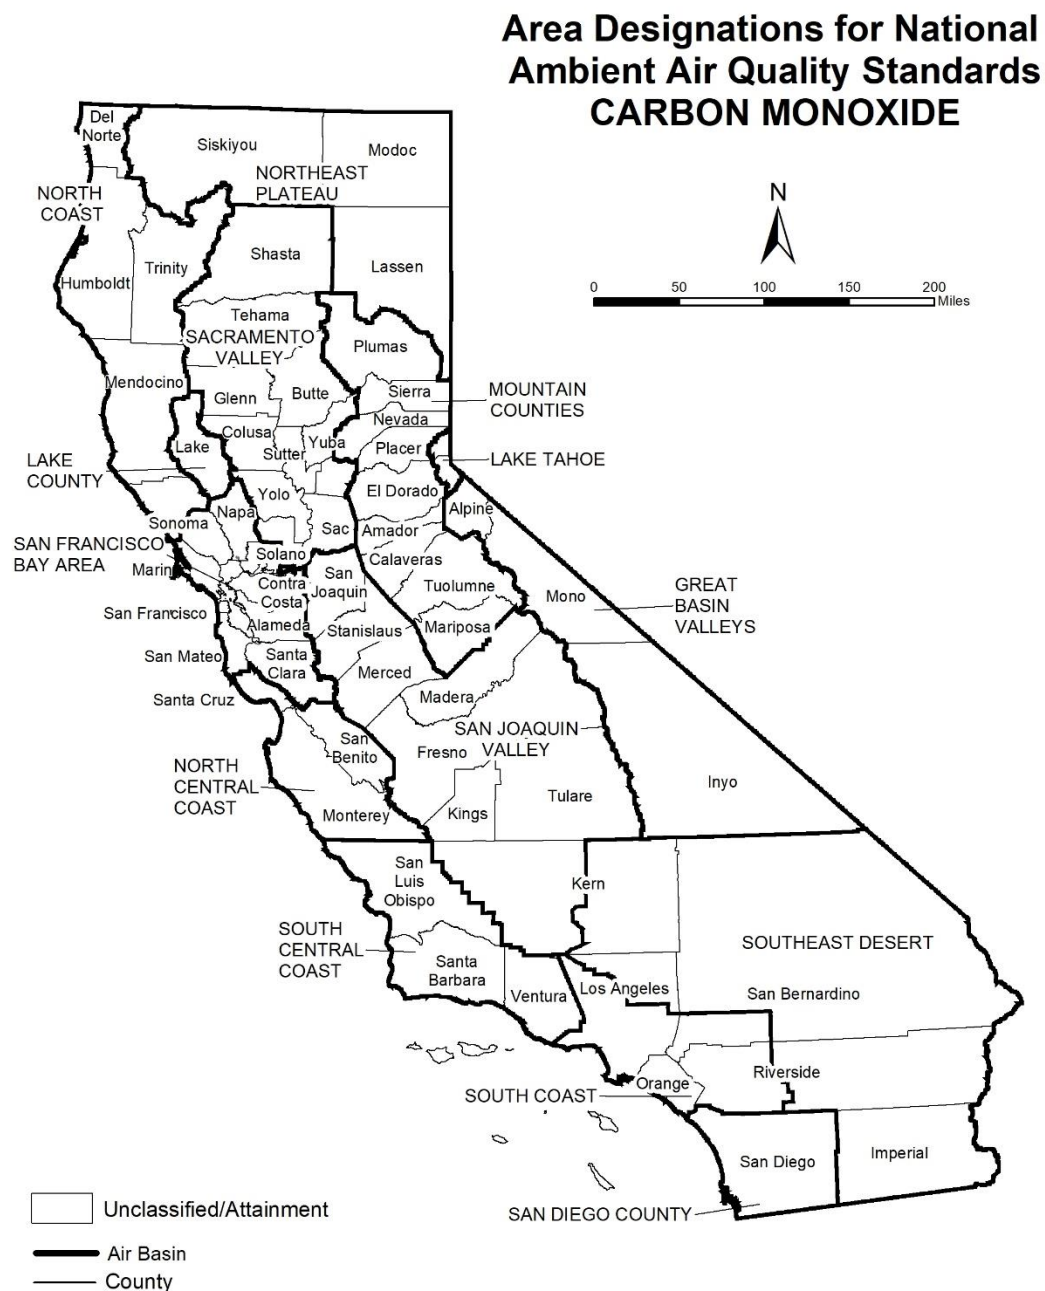 Area Designations for National
Ambient Air Quality Standards
CARBON MONOXIDE
Del
Norte
Siskiyou
Modoc
NORTHEAST
PLATEAU
NORTH
COAST
N
Shasta
Trinity
Lassen
Humboldt
0 50 100 150 200
Miles
Tehama
SACRAMENTO
VALLEY
Plumas
Mendocino
Glenn
Butte
Sierra
MOUNTAIN
COUNTIES
Nevada
Colusa
Yuba
Placer
Lake
Sutter
LAKE TAHOE
LAKE
COUNTY
Yolo
El Dorado
Alpine
Napa
Sonoma
Sac
Amador
SAN FRANCISCO
BAY AREA
Solano
Calaveras
Marin
Contra
Costa
San
Joaquin
Tuolumne
Mono
GREAT
BASIN
VALLEYS
San Francisco
Alameda
Stanislaus
Mariposa
San Mateo
Santa
Clara
Merced
Santa Cruz
Madera
SAN JOAQUIN
VALLEY
San
Benito
Fresno
NORTH
CENTRAL
COAST
Inyo
Tulare
Monterey
Kings
San
Luis
Obispo
Kern
SOUTH
CENTRAL
COAST
SOUTHEAST DESERT
Santa
Barbara
Ventura
Los Angeles
San Bernardino
Orange
Riverside
SOUTH COAST
San Diego
Imperial
SAN DIEGO COUNTY
Unclassified/Attainment
Air Basin
County